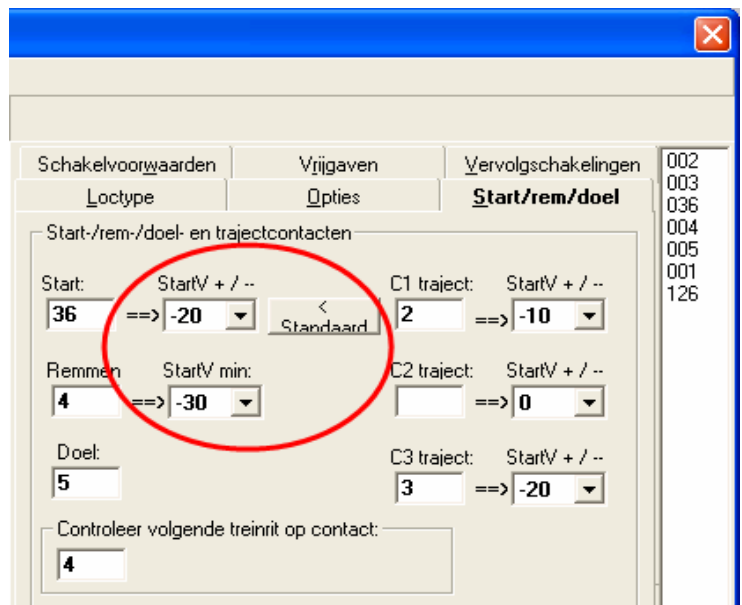 Schakelvoorwaarden Vrijgaven Vervolgschakelingen
Loctype Opties Start/rem/doel
002
003
036
004
005
001
126
Start-/rem-/doel- en trajectcontacten
Start: StartV + / -- C1 traject: StartV + / --
36 ==> -20 < Standaard 2 ==> -10
Remmen StartV min: C2 traject: StartV + / --
4 ==> -30 ==> 0
Doel: C3 traject: StartV + / --
5 3 ==> -20
Controleer volgende treinrit op contact:
4